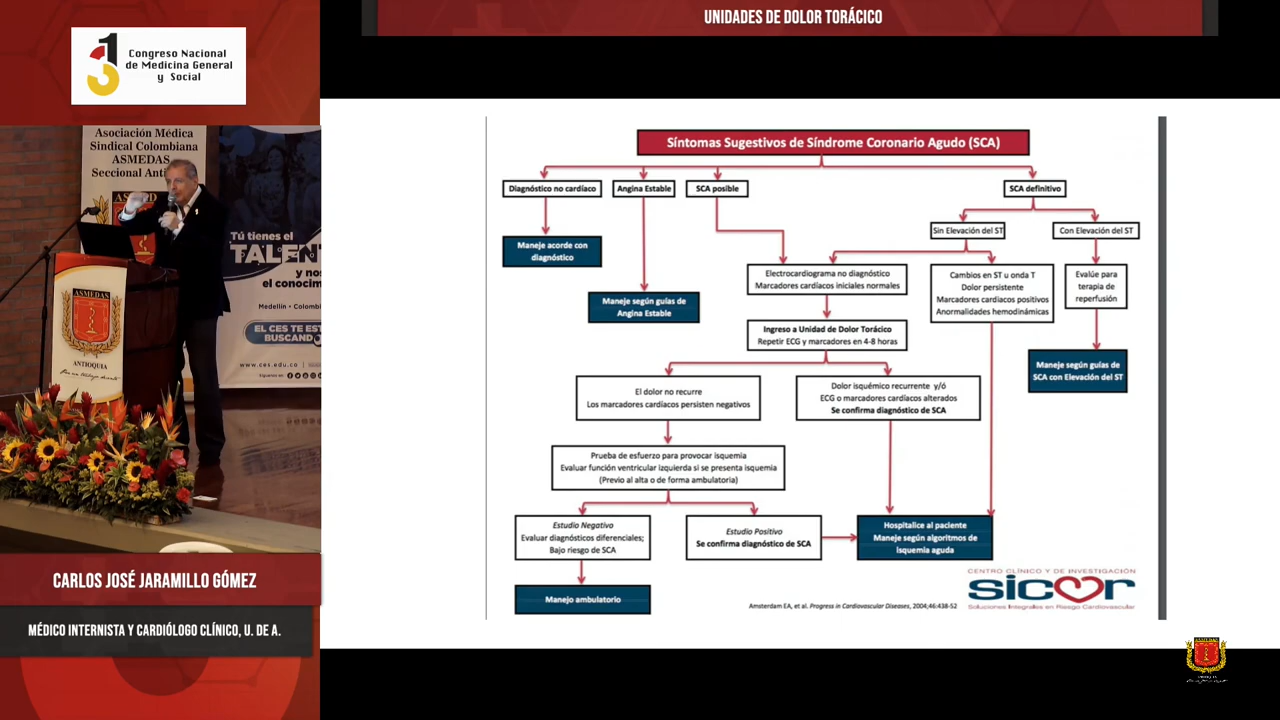 UNIDADES DE DOLOR TORÁCICO
Congreso Nacional
de Medicina General
y Social
Asociación Médica
Sindical Colombiana
ASMEDAS
Seccional Anti
Tú tienes el
TALEN
y nos
el conocim
Medellín • Colombi
EL CES TE EST
BUSCANDO
www.ces.edu.co
ASMEDAS
ANTIOQUIA
CARLOS JOSÉ JARAMILLO GÓMEZ
MÉDICO INTERNISTA Y CARDIÓLOGO CLÍNICO, U. DE A.
Síntomas Sugestivos de Síndrome Coronario Agudo (SCA)
Diagnóstico no cardíaco
Angina Estable
SCA posible
SCA definitivo
Sin Elevación del ST
Con Elevación del ST
Maneje acorde con
diagnóstico
Maneje según guías de
Angina Estable
Electrocardiograma no diagnóstico
Marcadores cardíacos iniciales normales
Cambios en ST u onda T
Dolor persistente
Marcadores cardiacos positivos
Anormalidades hemodinámicas
Evalúe para
terapia de
reperfusión
Ingreso a Unidad de Dolor Torácico
Repetir ECG y marcadores en 4-8 horas
Maneje según guías de
SCA con Elevación del ST
El dolor no recurre
Los marcadores cardíacos persisten negativos
Dolor isquémico recurrente y/ó
ECG o marcadores cardíacos alterados
Se confirma diagnóstico de SCA
Prueba de esfuerzo para provocar isquemia
Evaluar función ventricular izquierda si se presenta isquemia
(Previo al alta o de forma ambulatoria)
Estudio Negativo
Evaluar diagnósticos diferenciales;
Bajo riesgo de SCA
Estudio Positivo
Se confirma diagnóstico de SCA
Hospitalice al paciente
Maneje según algoritmos de
isquemia aguda
Manejo ambulatorio
Amsterdam EA, et al. Progress in Cardiovascular Diseases, 2004;46:438-52
CENTRO CLÍNICO Y DE INVESTIGACIÓN
sicor
Soluciones Integrales en Riesgo Cardiovascular
ASMEDAS